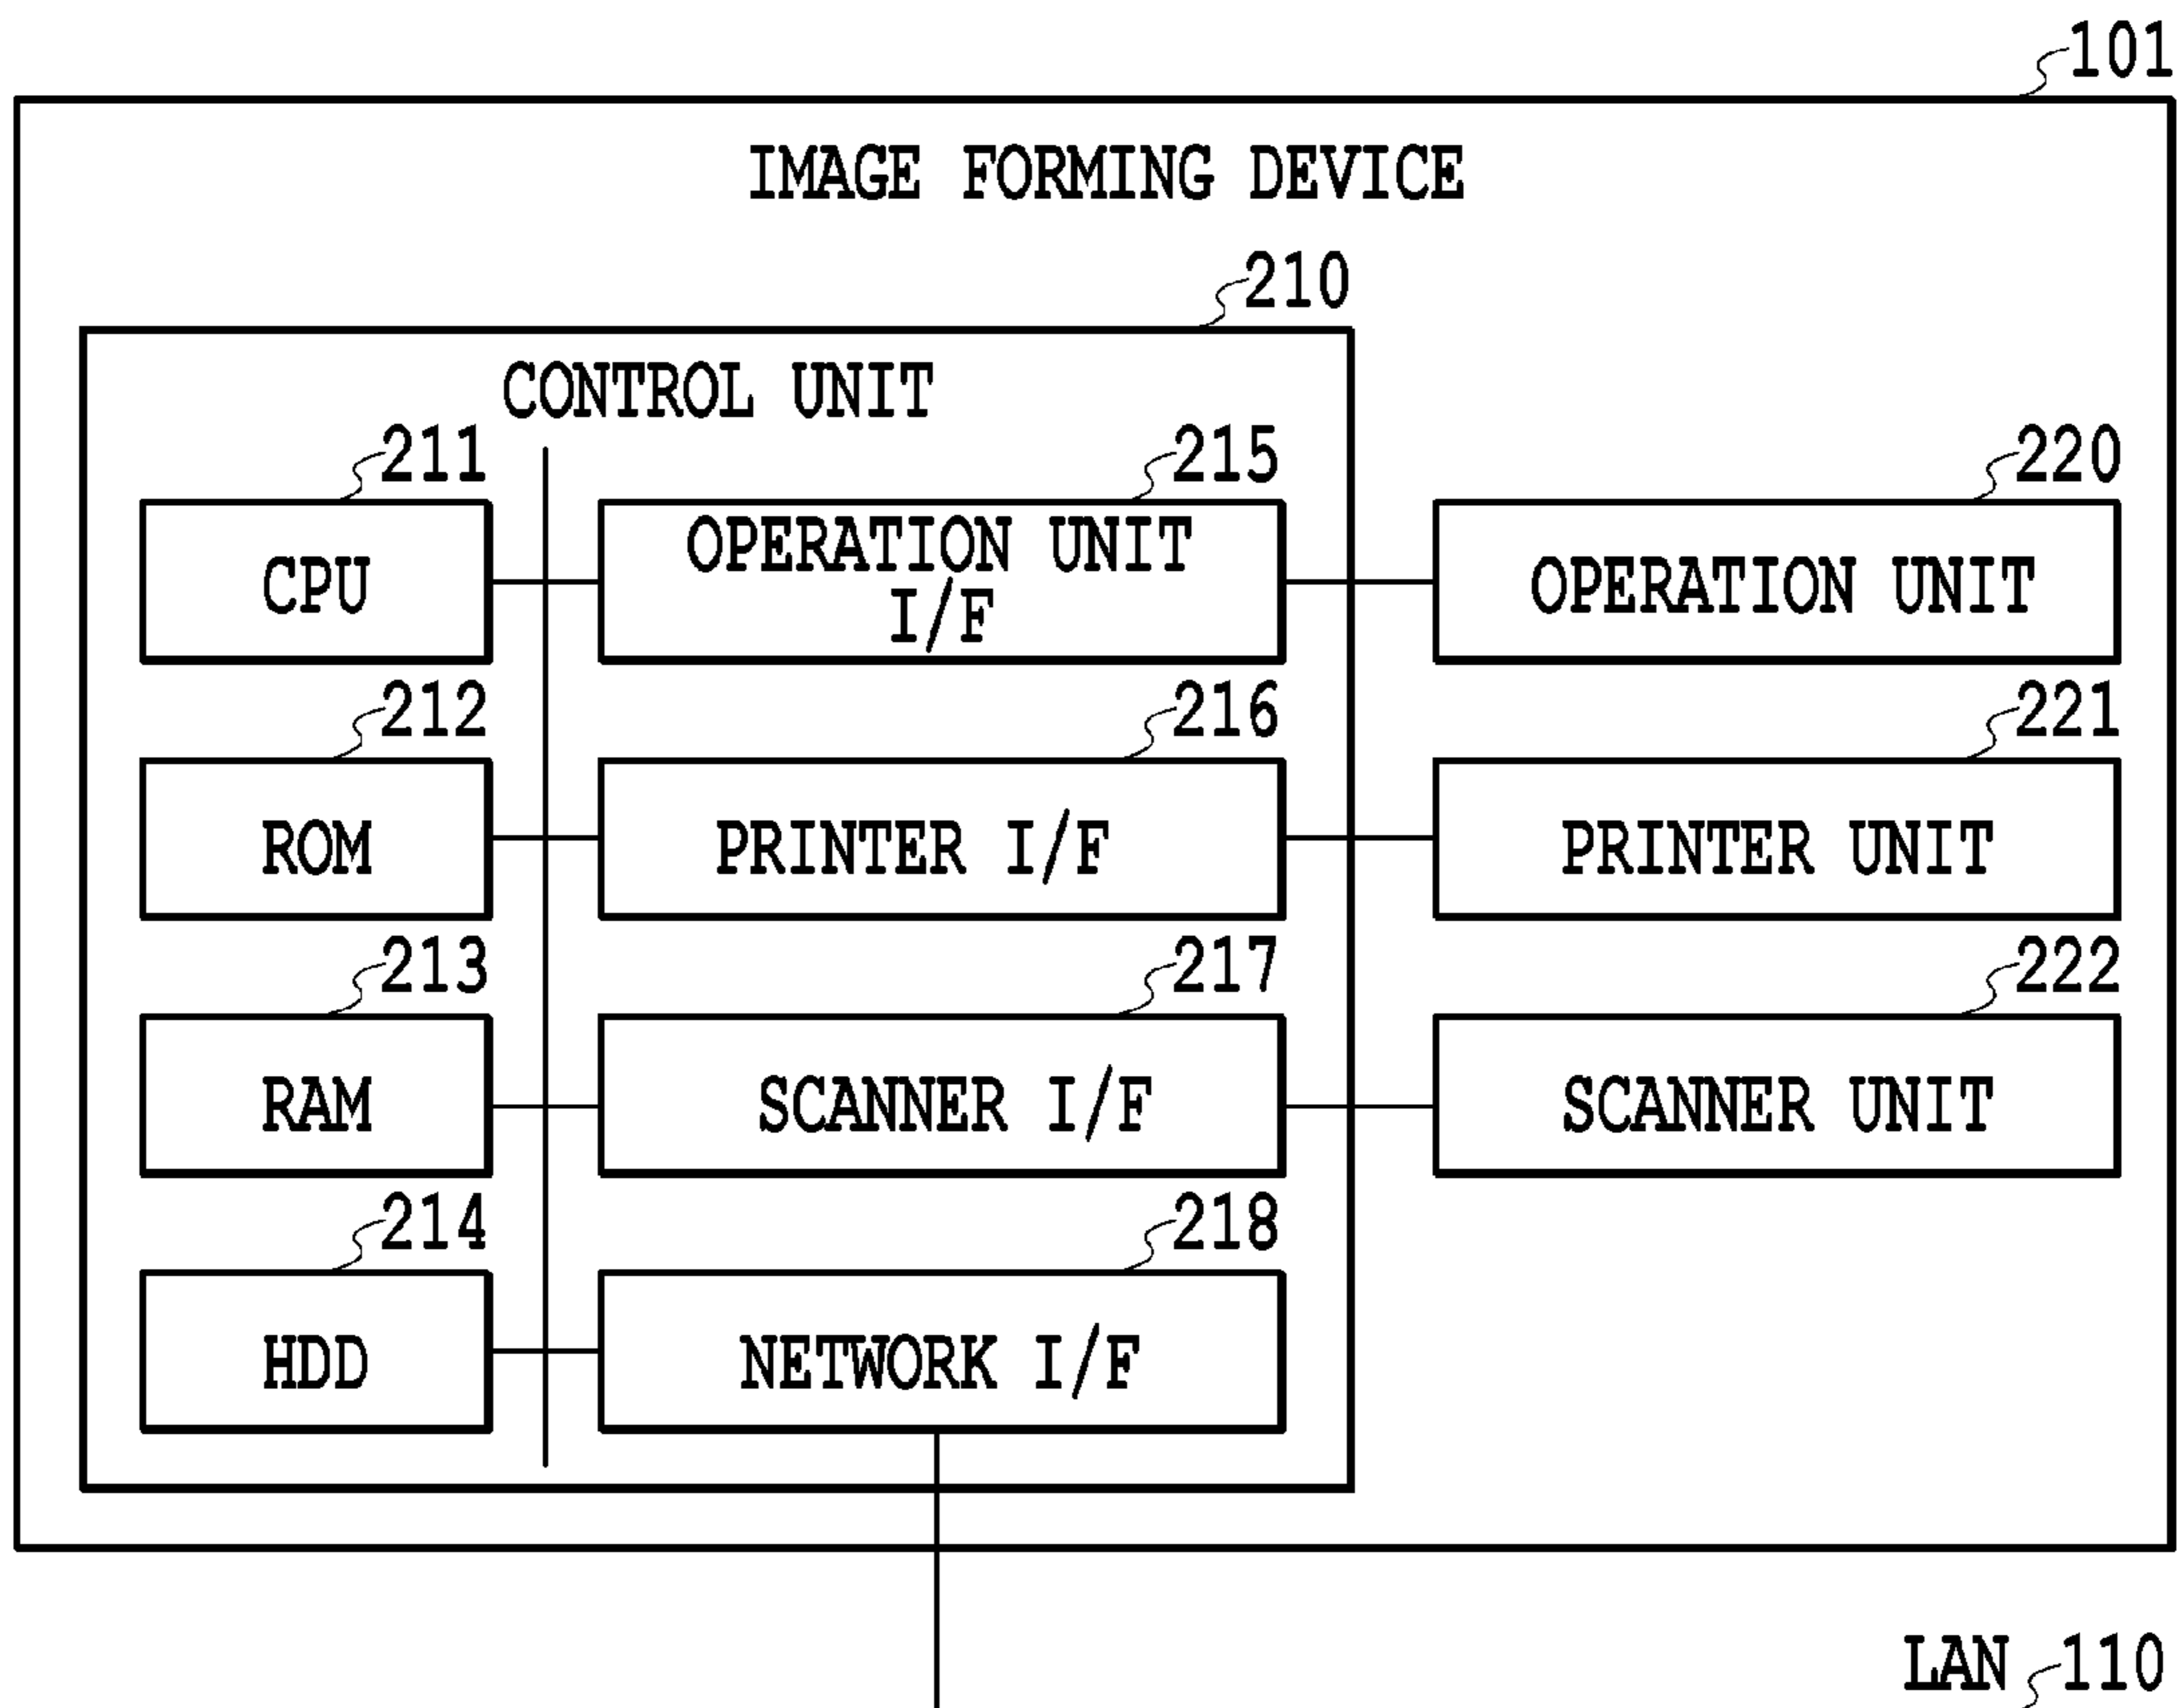 101
IMAGE FORMING DEVICE
210
CONTROL UNIT
211
215
220
CPU
OPERATION UNIT
I/F
OPERATION UNIT
212
216
221
ROM
PRINTER I/F
PRINTER UNIT
213
217
222
RAM
SCANNER I/F
SCANNER UNIT
214
218
HDD
NETWORK I/F
LAN 110